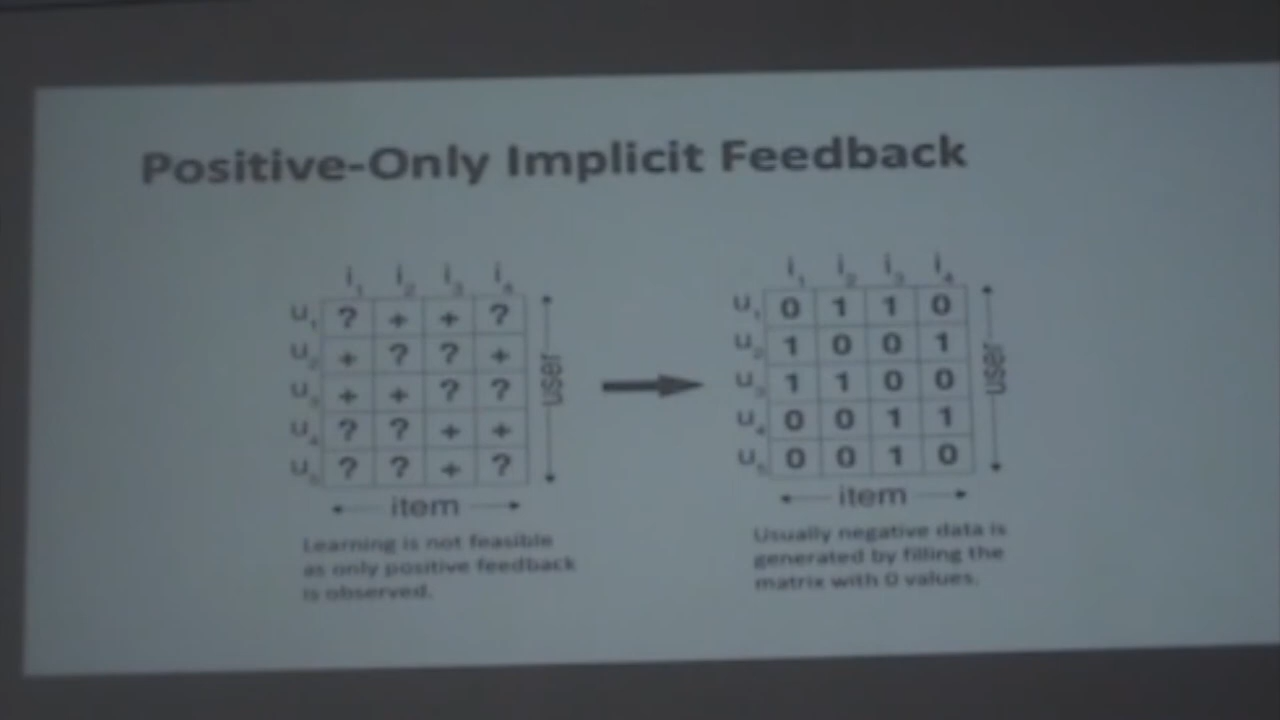 Positive-Only Implicit Feedback
i1 i2 i3 i4
u1 ? + + ?
u2 + ? ? +
u3 + + ? ?
u4 ? ? + +
u5 ? ? + ?
user
item
Learning is not feasible
as only positive feedback
is observed.
i1 i2 i3 i4
u1 0 1 1 0
u2 1 0 0 1
u3 1 1 0 0
u4 0 0 1 1
u5 0 0 1 0
user
item
Usually negative data is
generated by filling the
matrix with 0 values.